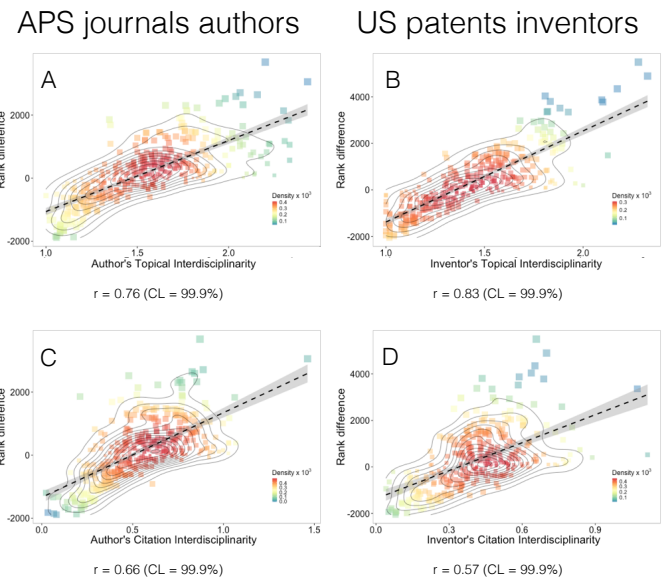 APS journals authors US patents inventors
A
B
Rank difference
2000
0
-2000
1.0 1.5 2.0
Author's Topical Interdisciplinarity
Density x 10³
0.4
0.3
0.2
0.1
Rank difference
4000
2000
0
-2000
1.0 1.5 2.0
Inventor's Topical Interdisciplinarity
Density x 10³
0.4
0.3
0.2
0.1
r = 0.76 (CL = 99.9%)
r = 0.83 (CL = 99.9%)
C
D
Rank difference
2000
0
-2000
0.0 0.5 1.0 1.5
Author's Citation Interdisciplinarity
Density x 10³
0.4
0.3
0.2
0.1
0.0
Rank difference
4000
2000
0
-2000
0.0 0.3 0.6 0.9
Inventor's Citation Interdisciplinarity
Density x 10³
0.4
0.3
0.2
0.1
r = 0.66 (CL = 99.9%)
r = 0.57 (CL = 99.9%)